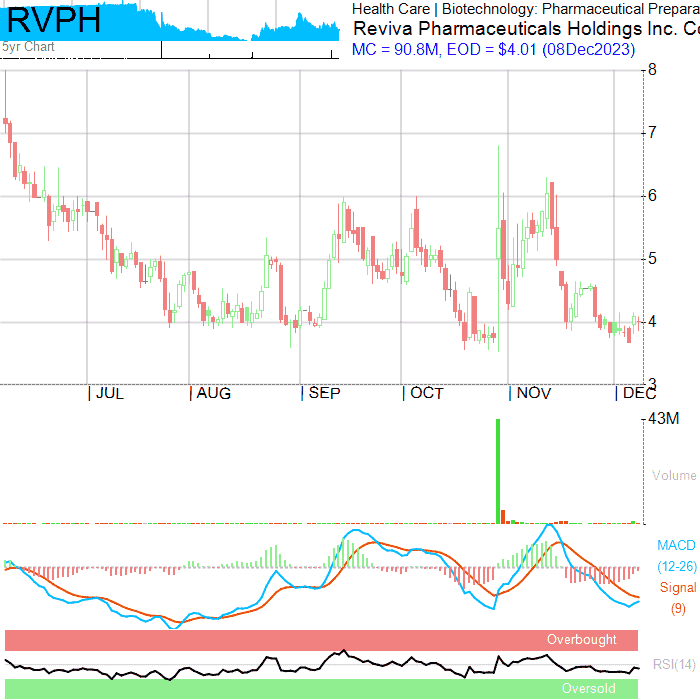 RVPH
5yr Chart
Health Care | Biotechnology: Pharmaceutical Prepara
Reviva Pharmaceuticals Holdings Inc. Co
MC = 90.8M, EOD = $4.01 (08Dec2023)
8
7
6
5
4
3
JUL AUG SEP OCT NOV DEC
43M
Volume
MACD
(12-26)
Signal
(9)
Overbought
RSI(14)
Oversold